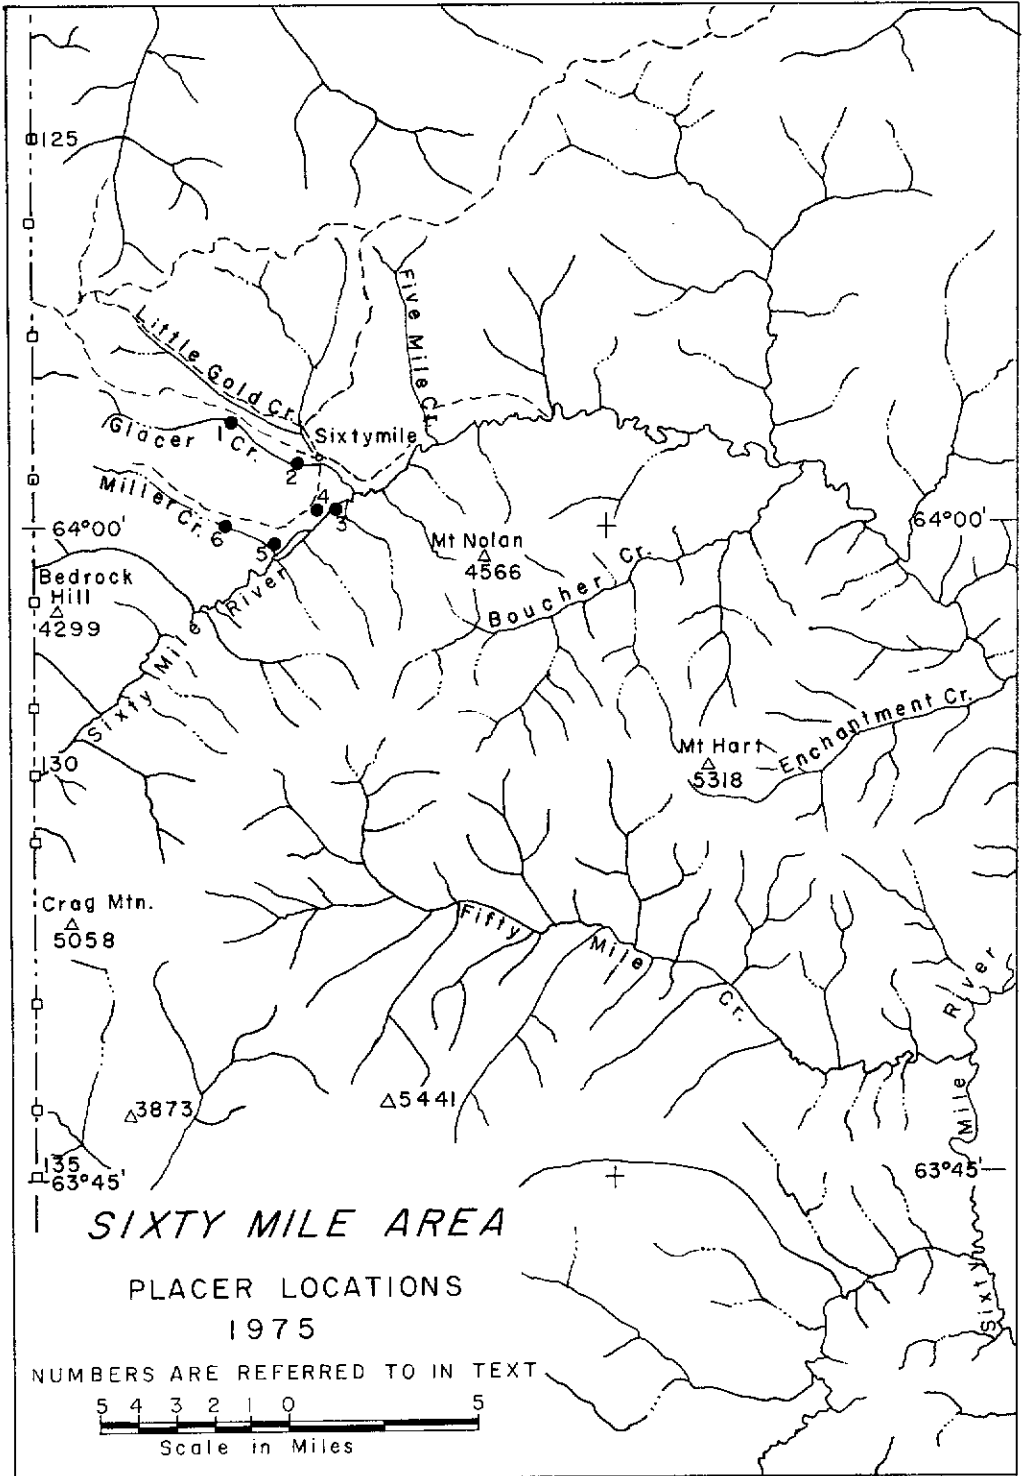 125
Little Gold Cr.
Five Mile Cr.
Glacer Cr.
1
Sixtymile
2
Miller Cr.
4
3
6
5
64°00'
64°00'
Mt Nolan
4566
Bedrock
Hill
4299
Boucher Cr.
Sixty Mile River
Mt Hart
5318
Enchantment Cr.
130
Crag Mtn.
5058
Fifty Mile Cr.
Sixty Mile River
3873
5441
135
63°45'
63°45'
SIXTY MILE AREA
PLACER LOCATIONS
1975
NUMBERS ARE REFERRED TO IN TEXT
5 4 3 2 1 0 5
Scale in Miles